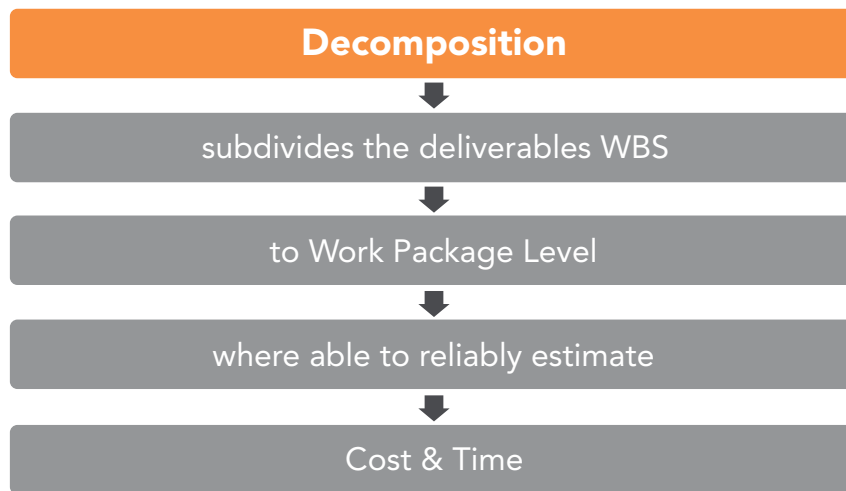 Decomposition
subdivides the deliverables WBS
to Work Package Level
where able to reliably estimate
Cost & Time